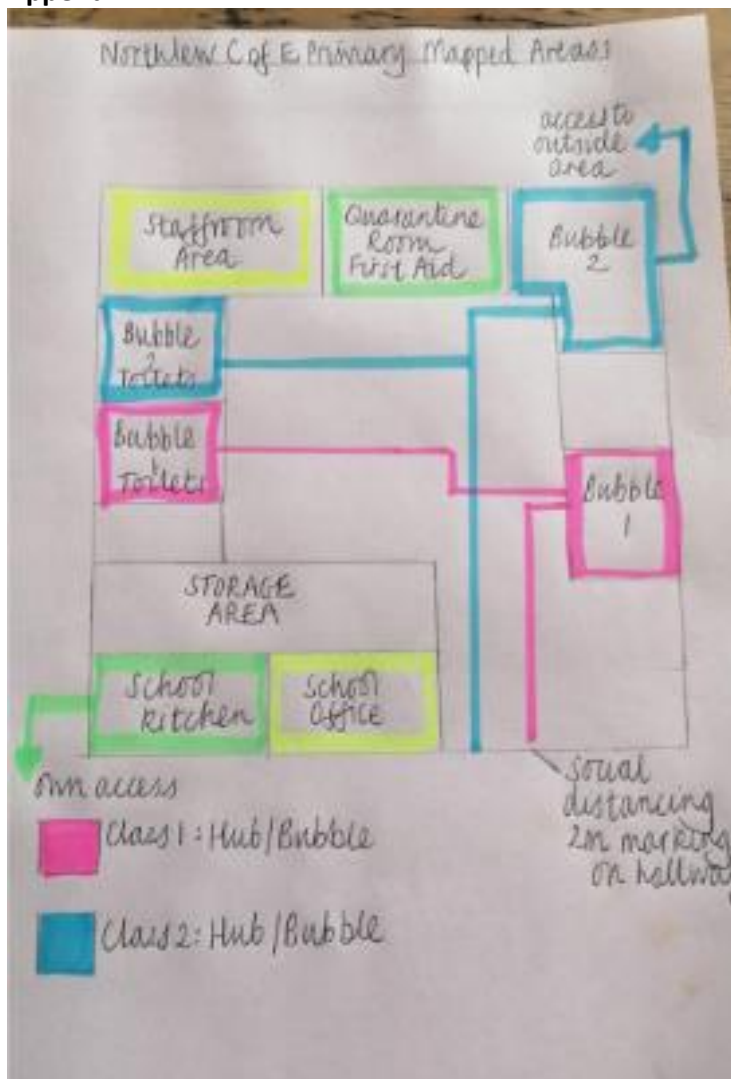 Northlew C of E Primary Mapped Areas
access to
outside
area
Staffroom
Area
Quarantine
Room
First Aid
Bubble
2
Bubble
2
Toilets
Bubble
1
Toilets
Bubble
1
STORAGE
AREA
School
Kitchen
School
Office
own access
Social
distancing
2m marking
on hallway
Class 1: Hub/Bubble
Class 2: Hub/Bubble